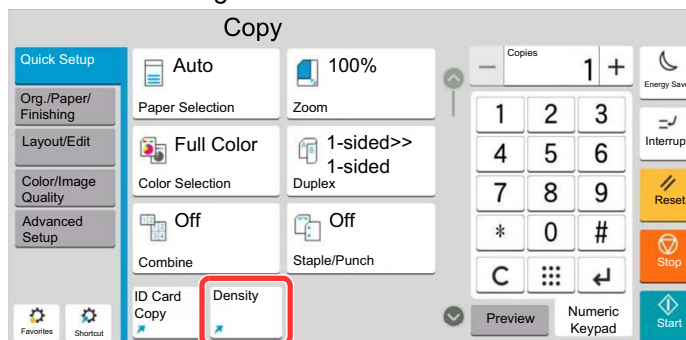 Copy
Quick Setup
Org./Paper/
Finishing
Layout/Edit
Color/Image
Quality
Advanced
Setup
Favorites
Shortcut
Auto
Paper Selection
100%
Zoom
Full Color
Color Selection
1-sided>>
1-sided
Duplex
Off
Combine
Off
Staple/Punch
ID Card
Copy
Density
Copies
− 1 +
1 2 3
4 5 6
7 8 9
* 0 #
C
Preview
Numeric
Keypad
Energy Save
Interrup
Reset
Stop
Start